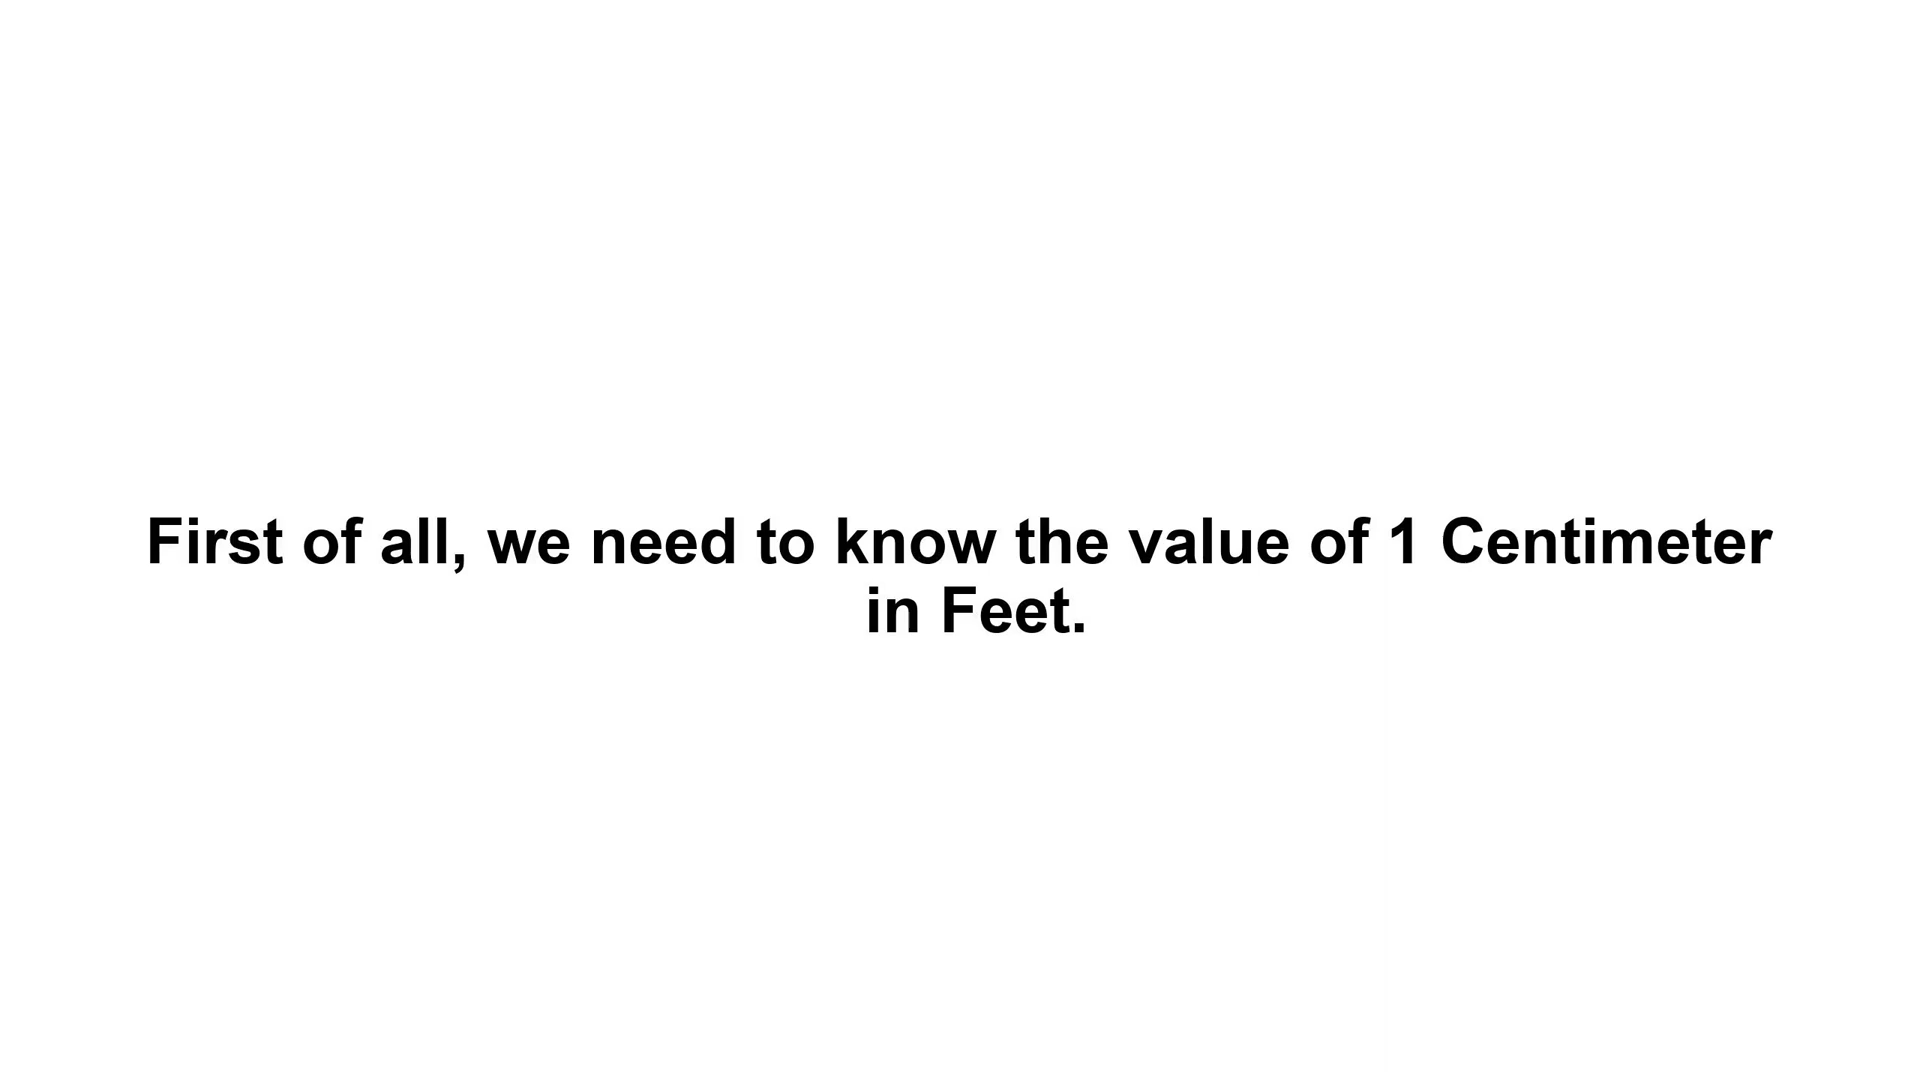 First of all, we need to know the value of 1 Centimeter
in Feet.